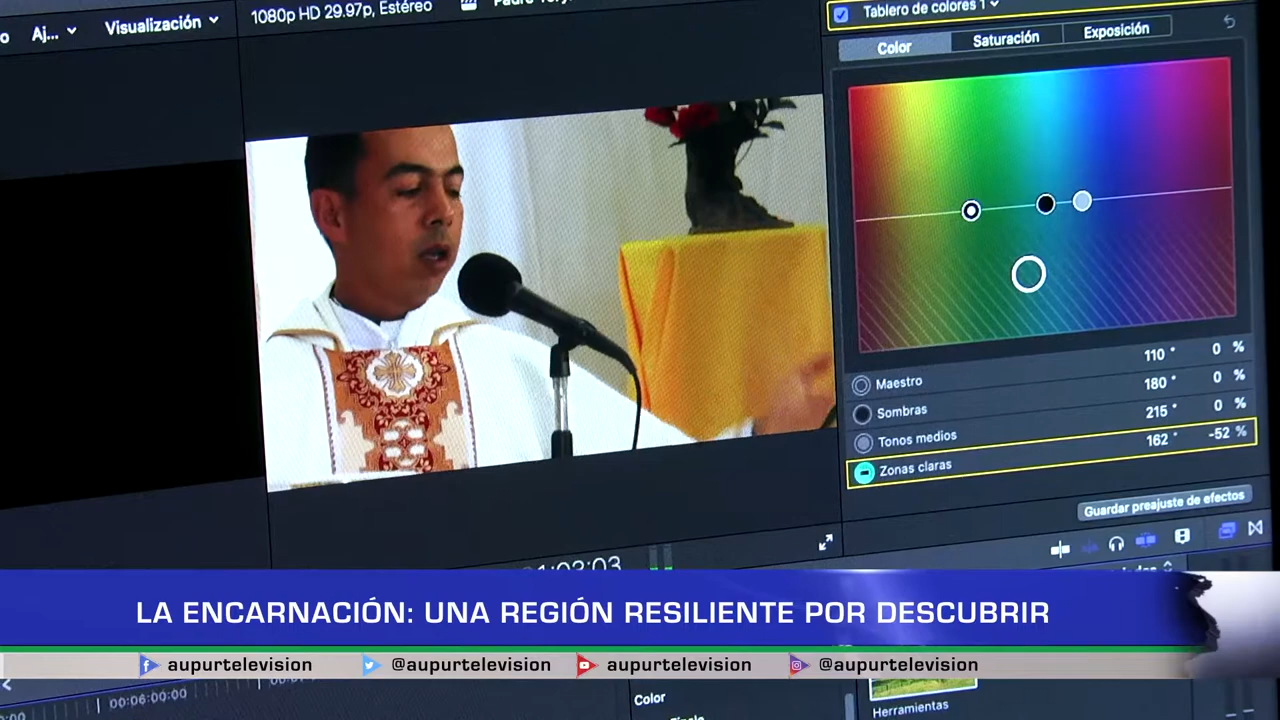 Aj...
Visualización
1080p HD 29.97p, Estéreo
Tablero de colores 1
Color
Saturación
Exposición
110 ° 0 %
Maestro
180 ° 0 %
Sombras
215 ° 0 %
Tonos medios
162 ° -52 %
Zonas claras
Guardar preajuste de efectos
LA ENCARNACIÓN: UNA REGIÓN RESILIENTE POR DESCUBRIR
aupurtelevision
@aupurtelevision
aupurtelevision
@aupurtelevision
00:06:00:00
Color
Herramientas